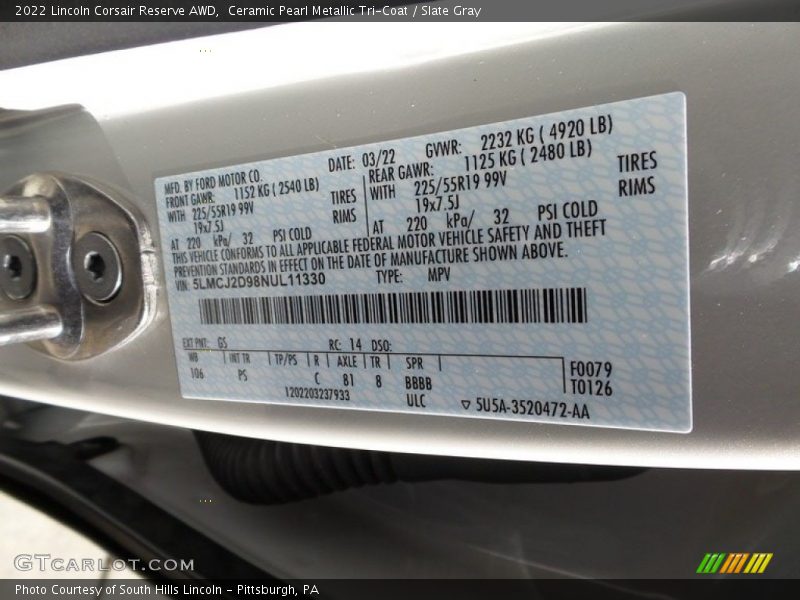 2022 Lincoln Corsair Reserve AWD,  Ceramic Pearl Metallic Tri-Coat / Slate Gray
MFD. BY FORD MOTOR CO.
DATE: 03/22
GVWR: 2232 KG ( 4920 LB)
FRONT GAWR: 1152 KG ( 2540 LB)
REAR GAWR: 1125 KG ( 2480 LB)
WITH 225/55R19 99V TIRES
WITH 225/55R19 99V TIRES
19x7.5J RIMS
19x7.5J RIMS
AT 220 kPa/ 32 PSI COLD
AT 220 kPa/ 32 PSI COLD
THIS VEHICLE CONFORMS TO ALL APPLICABLE FEDERAL MOTOR VEHICLE SAFETY AND THEFT
PREVENTION STANDARDS IN EFFECT ON THE DATE OF MANUFACTURE SHOWN ABOVE.
VIN: 5LMCJ2D98NUL11330
TYPE: MPV
EXT PNT: GS RC: 14 DSO:
WB INT TR TP/PS R AXLE TR SPR
106 PS C 81 8 BBBB
F0079
T0126
1202203237933 ULC
▽ 5U5A-3520472-AA
GTCarLot.com
Photo Courtesy of South Hills Lincoln - Pittsburgh, PA